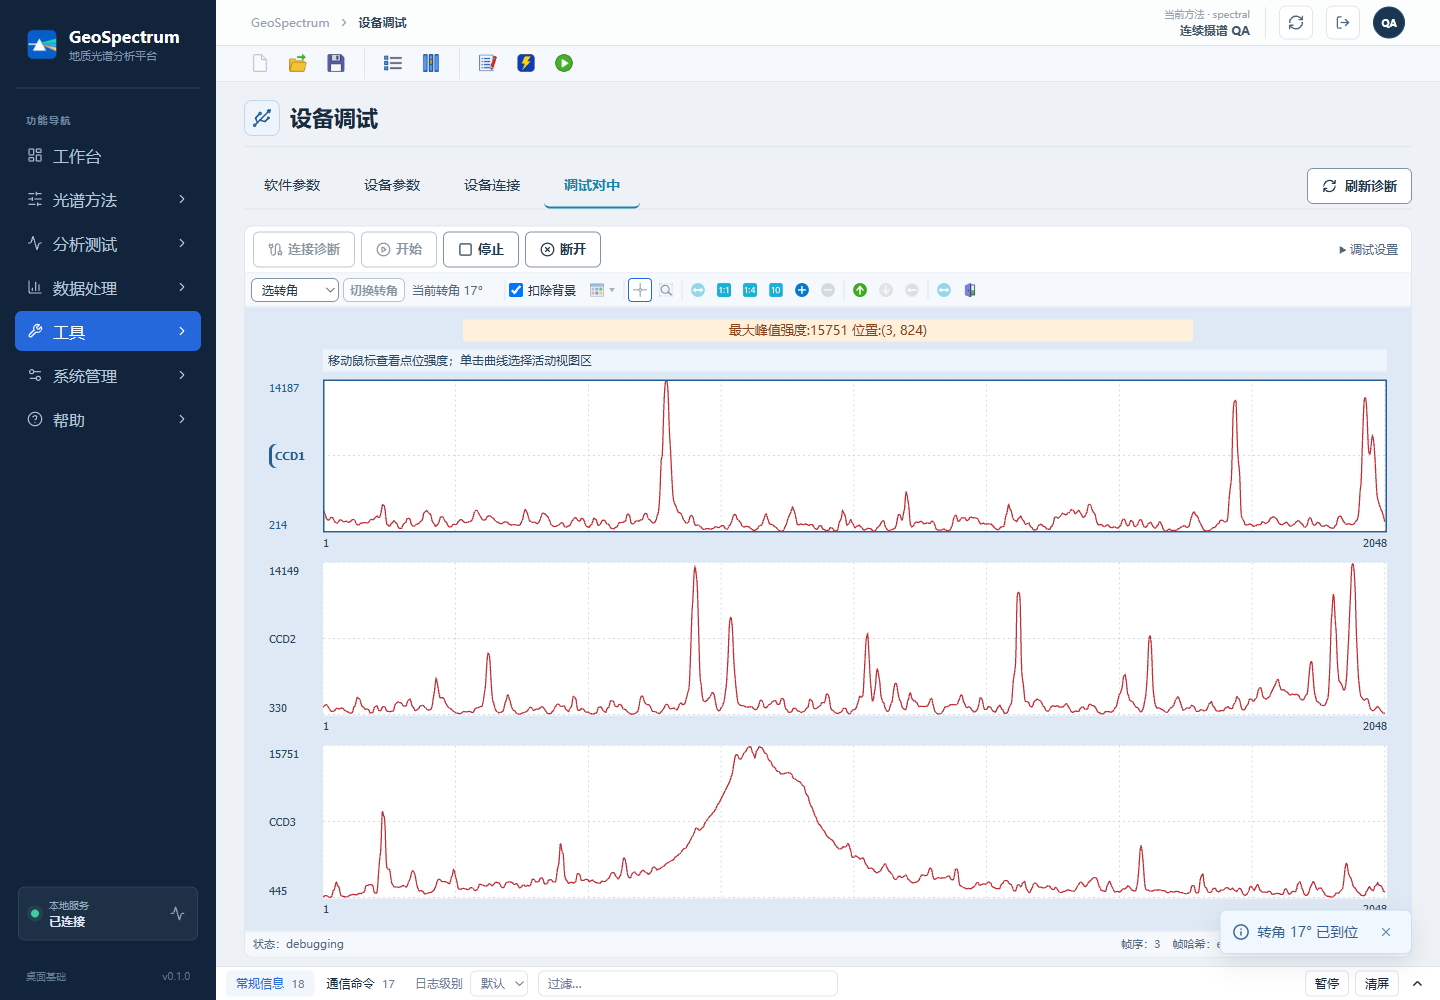 GeoSpectrum
地质光谱分析平台
功能导航
工作台
光谱方法
分析测试
数据处理
工具
系统管理
帮助
本地服务
已连接
桌面基础 v0.1.0
GeoSpectrum > 设备调试
当前方法 · spectral
连续摄谱 QA
QA
设备调试
软件参数 设备参数 设备连接 调试对中
刷新诊断
连接诊断 开始 停止 断开
调试设置
选转角 切换转角 当前转角 17° 扣除背景 1:1 1:4 10
最大峰值强度:15751 位置:(3, 824)
移动鼠标查看点位强度；单击曲线选择活动视图区
14187
CCD1
214
1 2048
14149
CCD2
330
1 2048
15751
CCD3
445
1 2048
转角 17° 已到位
状态：debugging
帧序：3 帧哈希：
常规信息 18 通信命令 17 日志级别 默认 过滤... 暂停 清屏